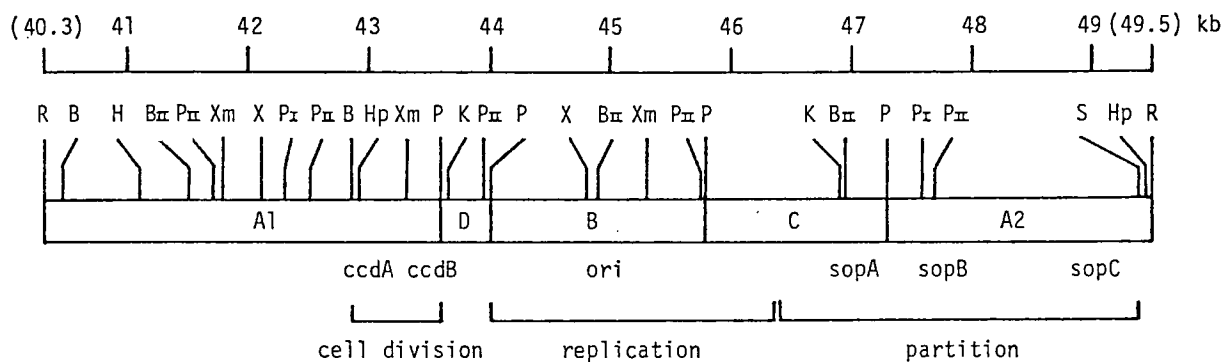 (40.3) 41 42 43 44 45 46 47 48 49 (49.5) kb
R B H BII PII Xm X PI PII B Hp Xm P K PII P X BII Xm PII P K BII P PI PII S Hp R
A1 D B C A2
ccdA ccdB ori sopA sopB sopC
cell division replication partition